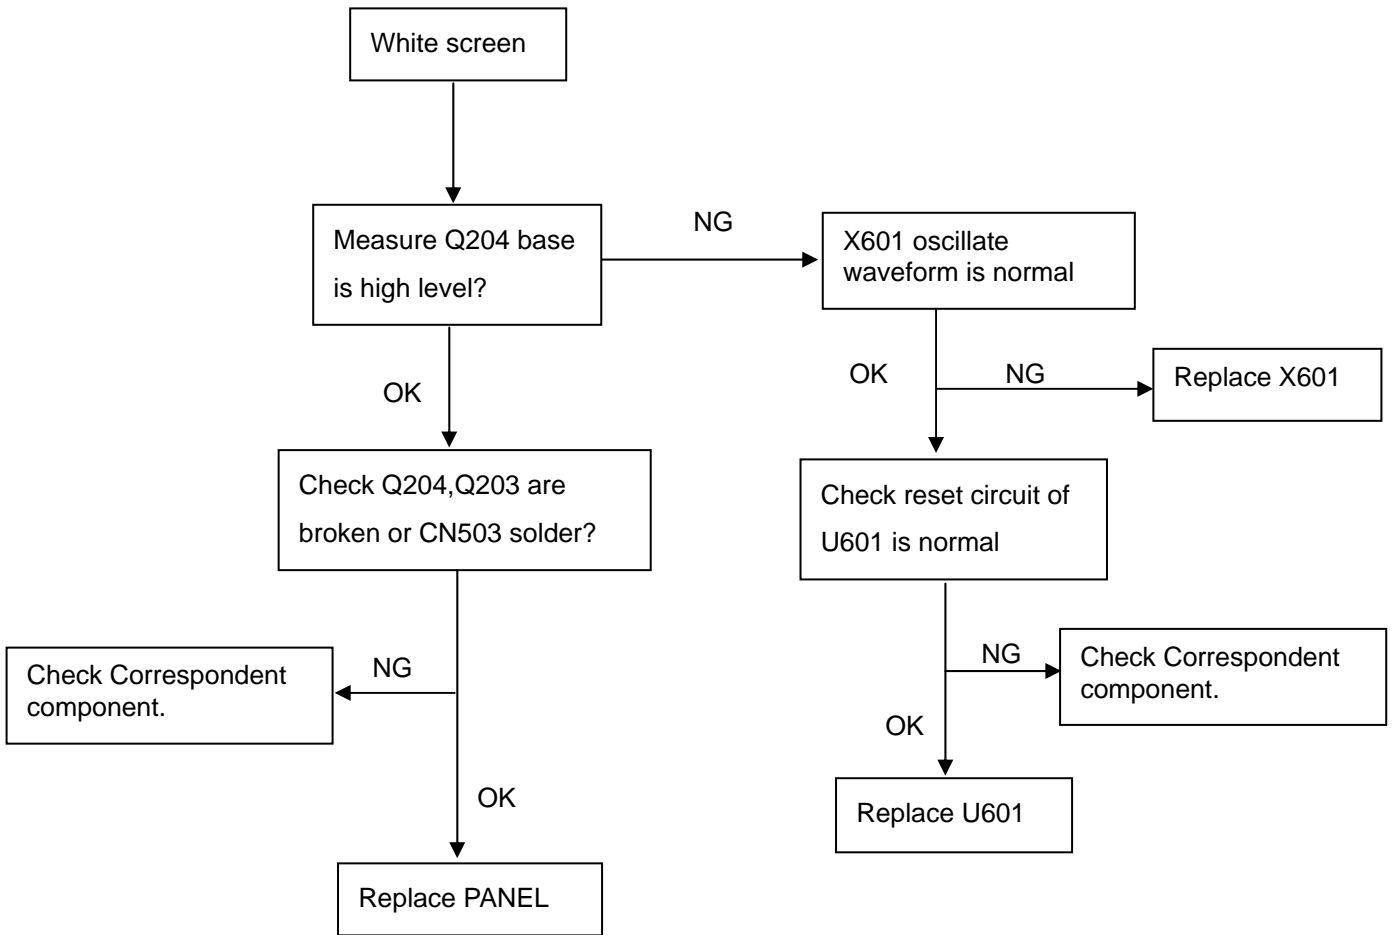 White screen
Measure Q204 base
is high level?
NG
X601 oscillate
waveform is normal
OK
OK
NG
Replace X601
Check Q204,Q203 are
broken or CN503 solder?
Check reset circuit of
U601 is normal
NG
Check Correspondent
component.
NG
Check Correspondent
component.
OK
OK
Replace U601
Replace PANEL